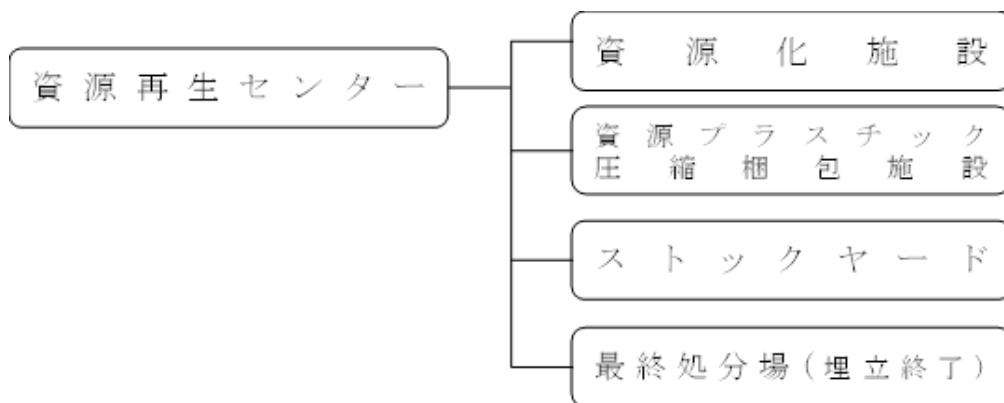 資源再生センター
資源化施設
資源プラスチック
圧縮梱包施設
ストックヤード
最終処分場(埋立終了)